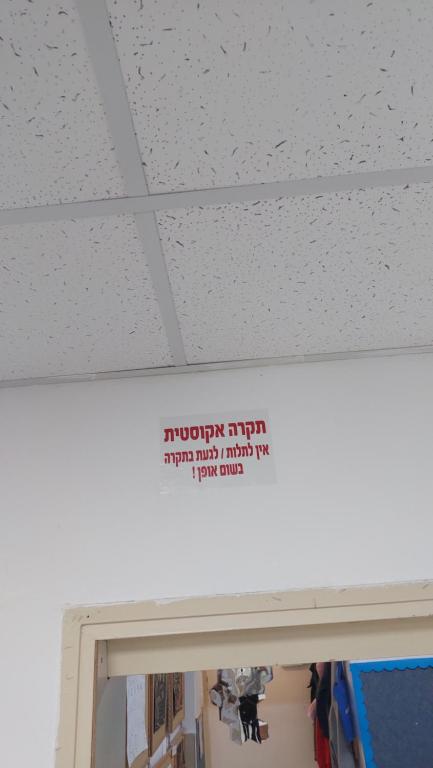 תקרה אקוסטית
אין לתלות / לגעת בתקרה
בשום אופן !